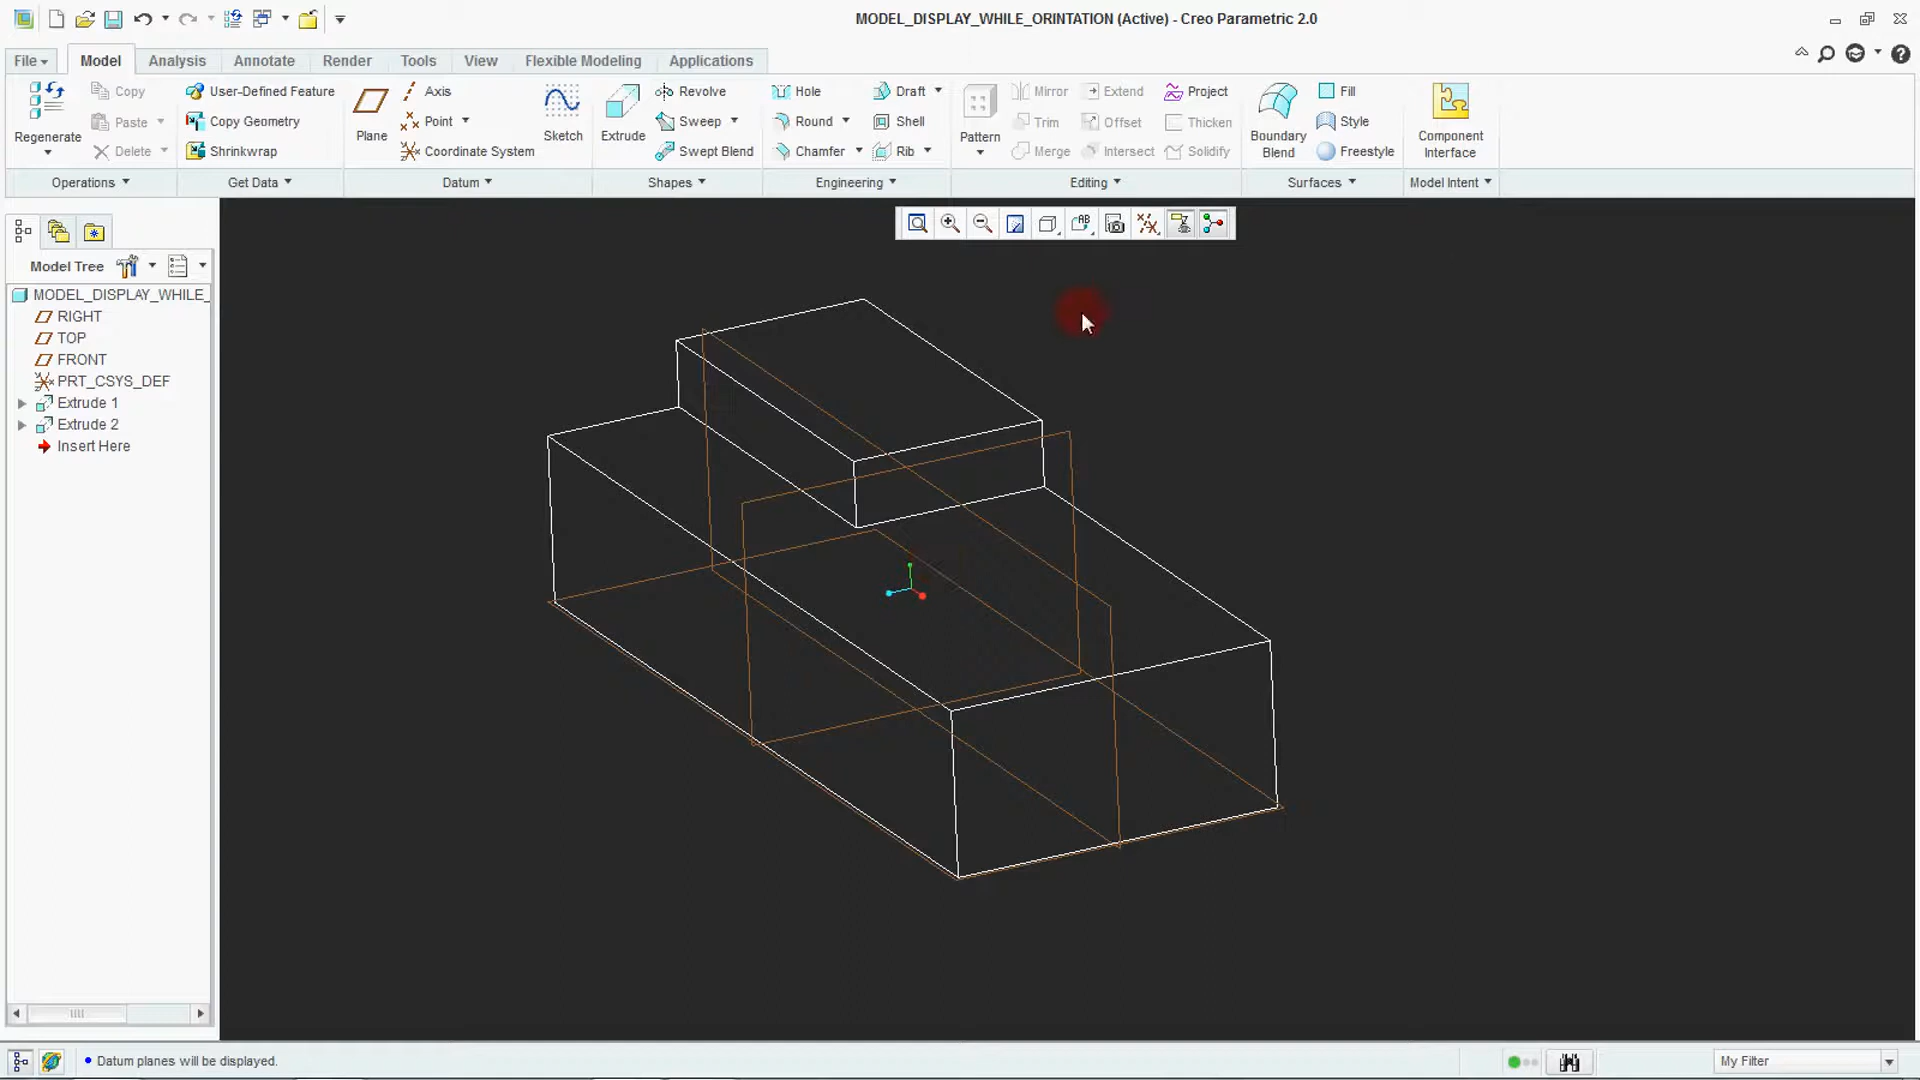 MODEL_DISPLAY_WHILE_ORINTATION (Active) - Creo Parametric 2.0
File Model Analysis Annotate Render Tools View Flexible Modeling Applications
Regenerate
Copy
Paste
Delete
Operations
User-Defined Feature
Copy Geometry
Shrinkwrap
Get Data
Plane
Axis
Point
Coordinate System
Sketch
Datum
Extrude
Revolve
Sweep
Swept Blend
Shapes
Hole
Round
Chamfer
Draft
Shell
Rib
Engineering
Pattern
Mirror
Trim
Merge
Extend
Offset
Intersect
Project
Thicken
Solidify
Editing
Boundary
Blend
Fill
Style
Freestyle
Surfaces
Component
Interface
Model Intent
AB
Model Tree
MODEL_DISPLAY_WHILE_
RIGHT
TOP
FRONT
PRT_CSYS_DEF
Extrude 1
Extrude 2
Insert Here
Datum planes will be displayed.
My Filter